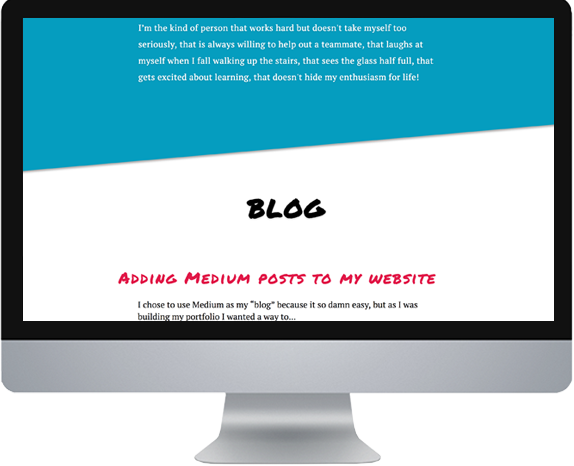 I'm the kind of person that works hard but doesn't take myself too
seriously, that is always willing to help out a teammate, that laughs at
myself when I fall walking up the stairs, that sees the glass half full, that
gets excited about learning, that doesn't hide my enthusiasm for life!
BLOG
Adding Medium posts to my website
I chose to use Medium as my "blog" because it so damn easy, but as I was
building my portfolio I wanted a way to...